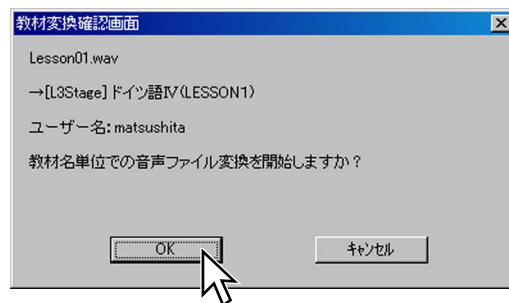 教材変換確認画面
Lesson01.wav
→[L3Stage] ドイツ語Ⅳ(LESSON1)
ユーザー名: matsushita
教材名単位での音声ファイル変換を開始しますか？
OK
キャンセル